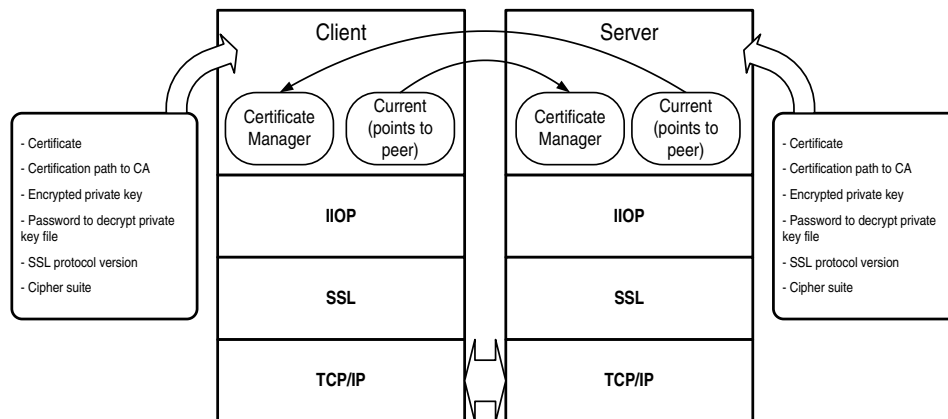 Client
Server
Certificate
Manager
Current
(points to
peer)
Certificate
Manager
Current
(points to
peer)
- Certificate
- Certification path to CA
- Encrypted private key
- Password to decrypt private
key file
- SSL protocol version
- Cipher suite
- Certificate
- Certification path to CA
- Encrypted private key
- Password to decrypt private
key file
- SSL protocol version
- Cipher suite
IIOP
IIOP
SSL
SSL
TCP/IP
TCP/IP